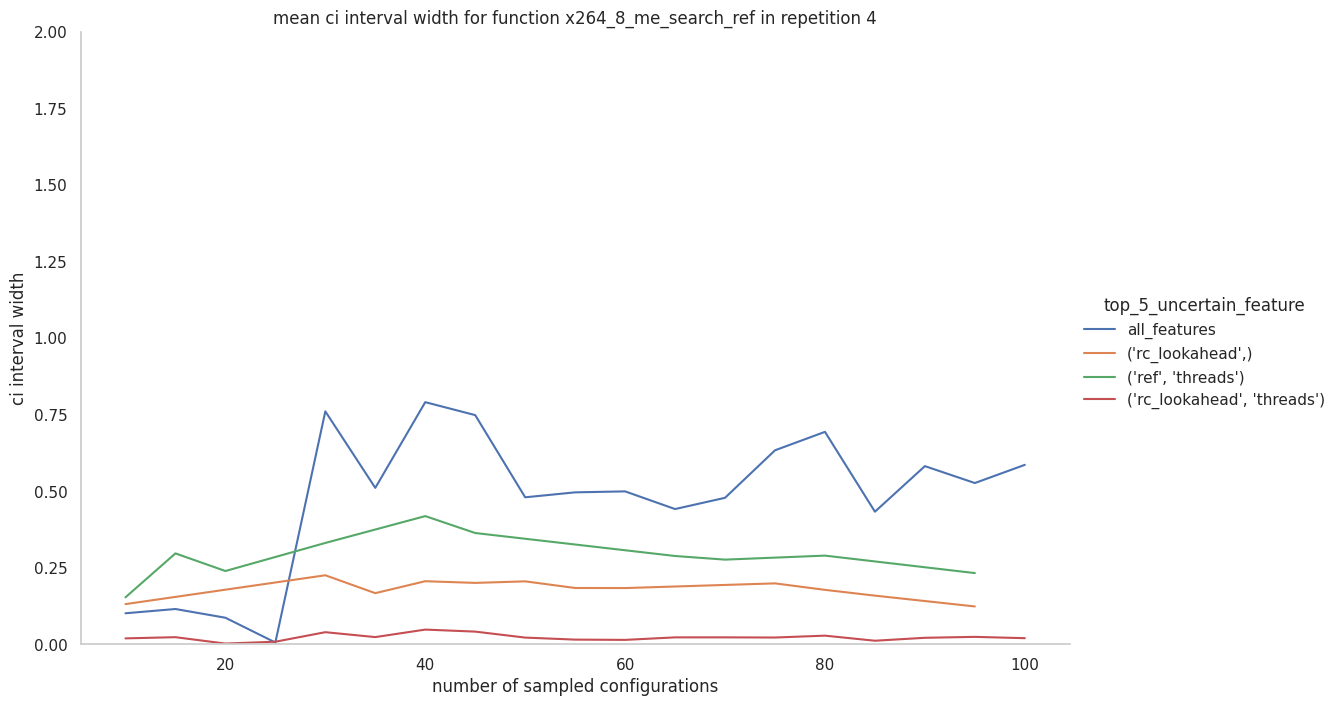 mean ci interval width for function x264_8_me_search_ref in repetition 4
2.00
1.75
1.50
1.25
1.00
0.75
0.50
0.25
0.00
ci interval width
20
40
60
80
100
number of sampled configurations
top_5_uncertain_feature
all_features
('rc_lookahead',)
('ref', 'threads')
('rc_lookahead', 'threads')